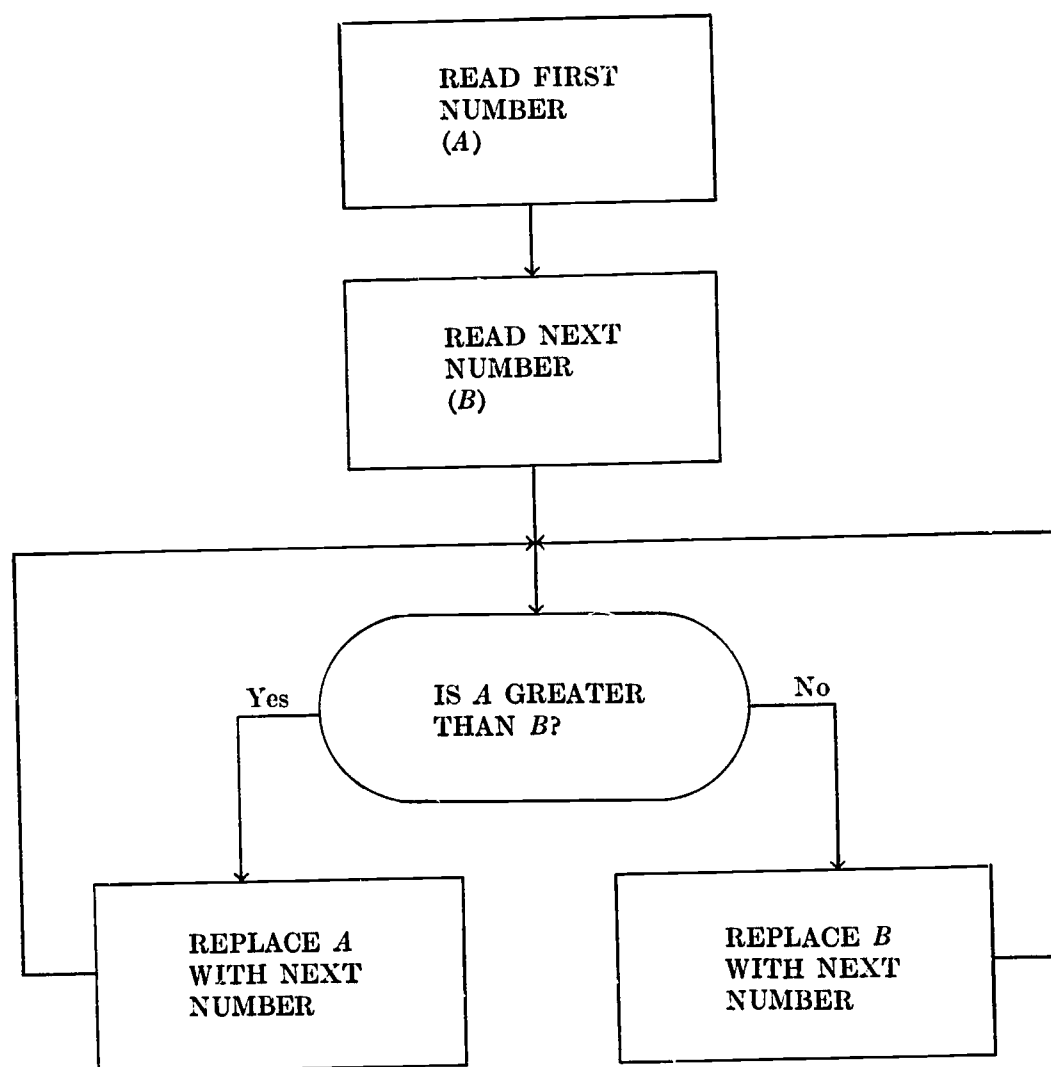 READ FIRST
NUMBER
(A)
READ NEXT
NUMBER
(B)
IS A GREATER
THAN B?
Yes
No
REPLACE A
WITH NEXT
NUMBER
REPLACE B
WITH NEXT
NUMBER